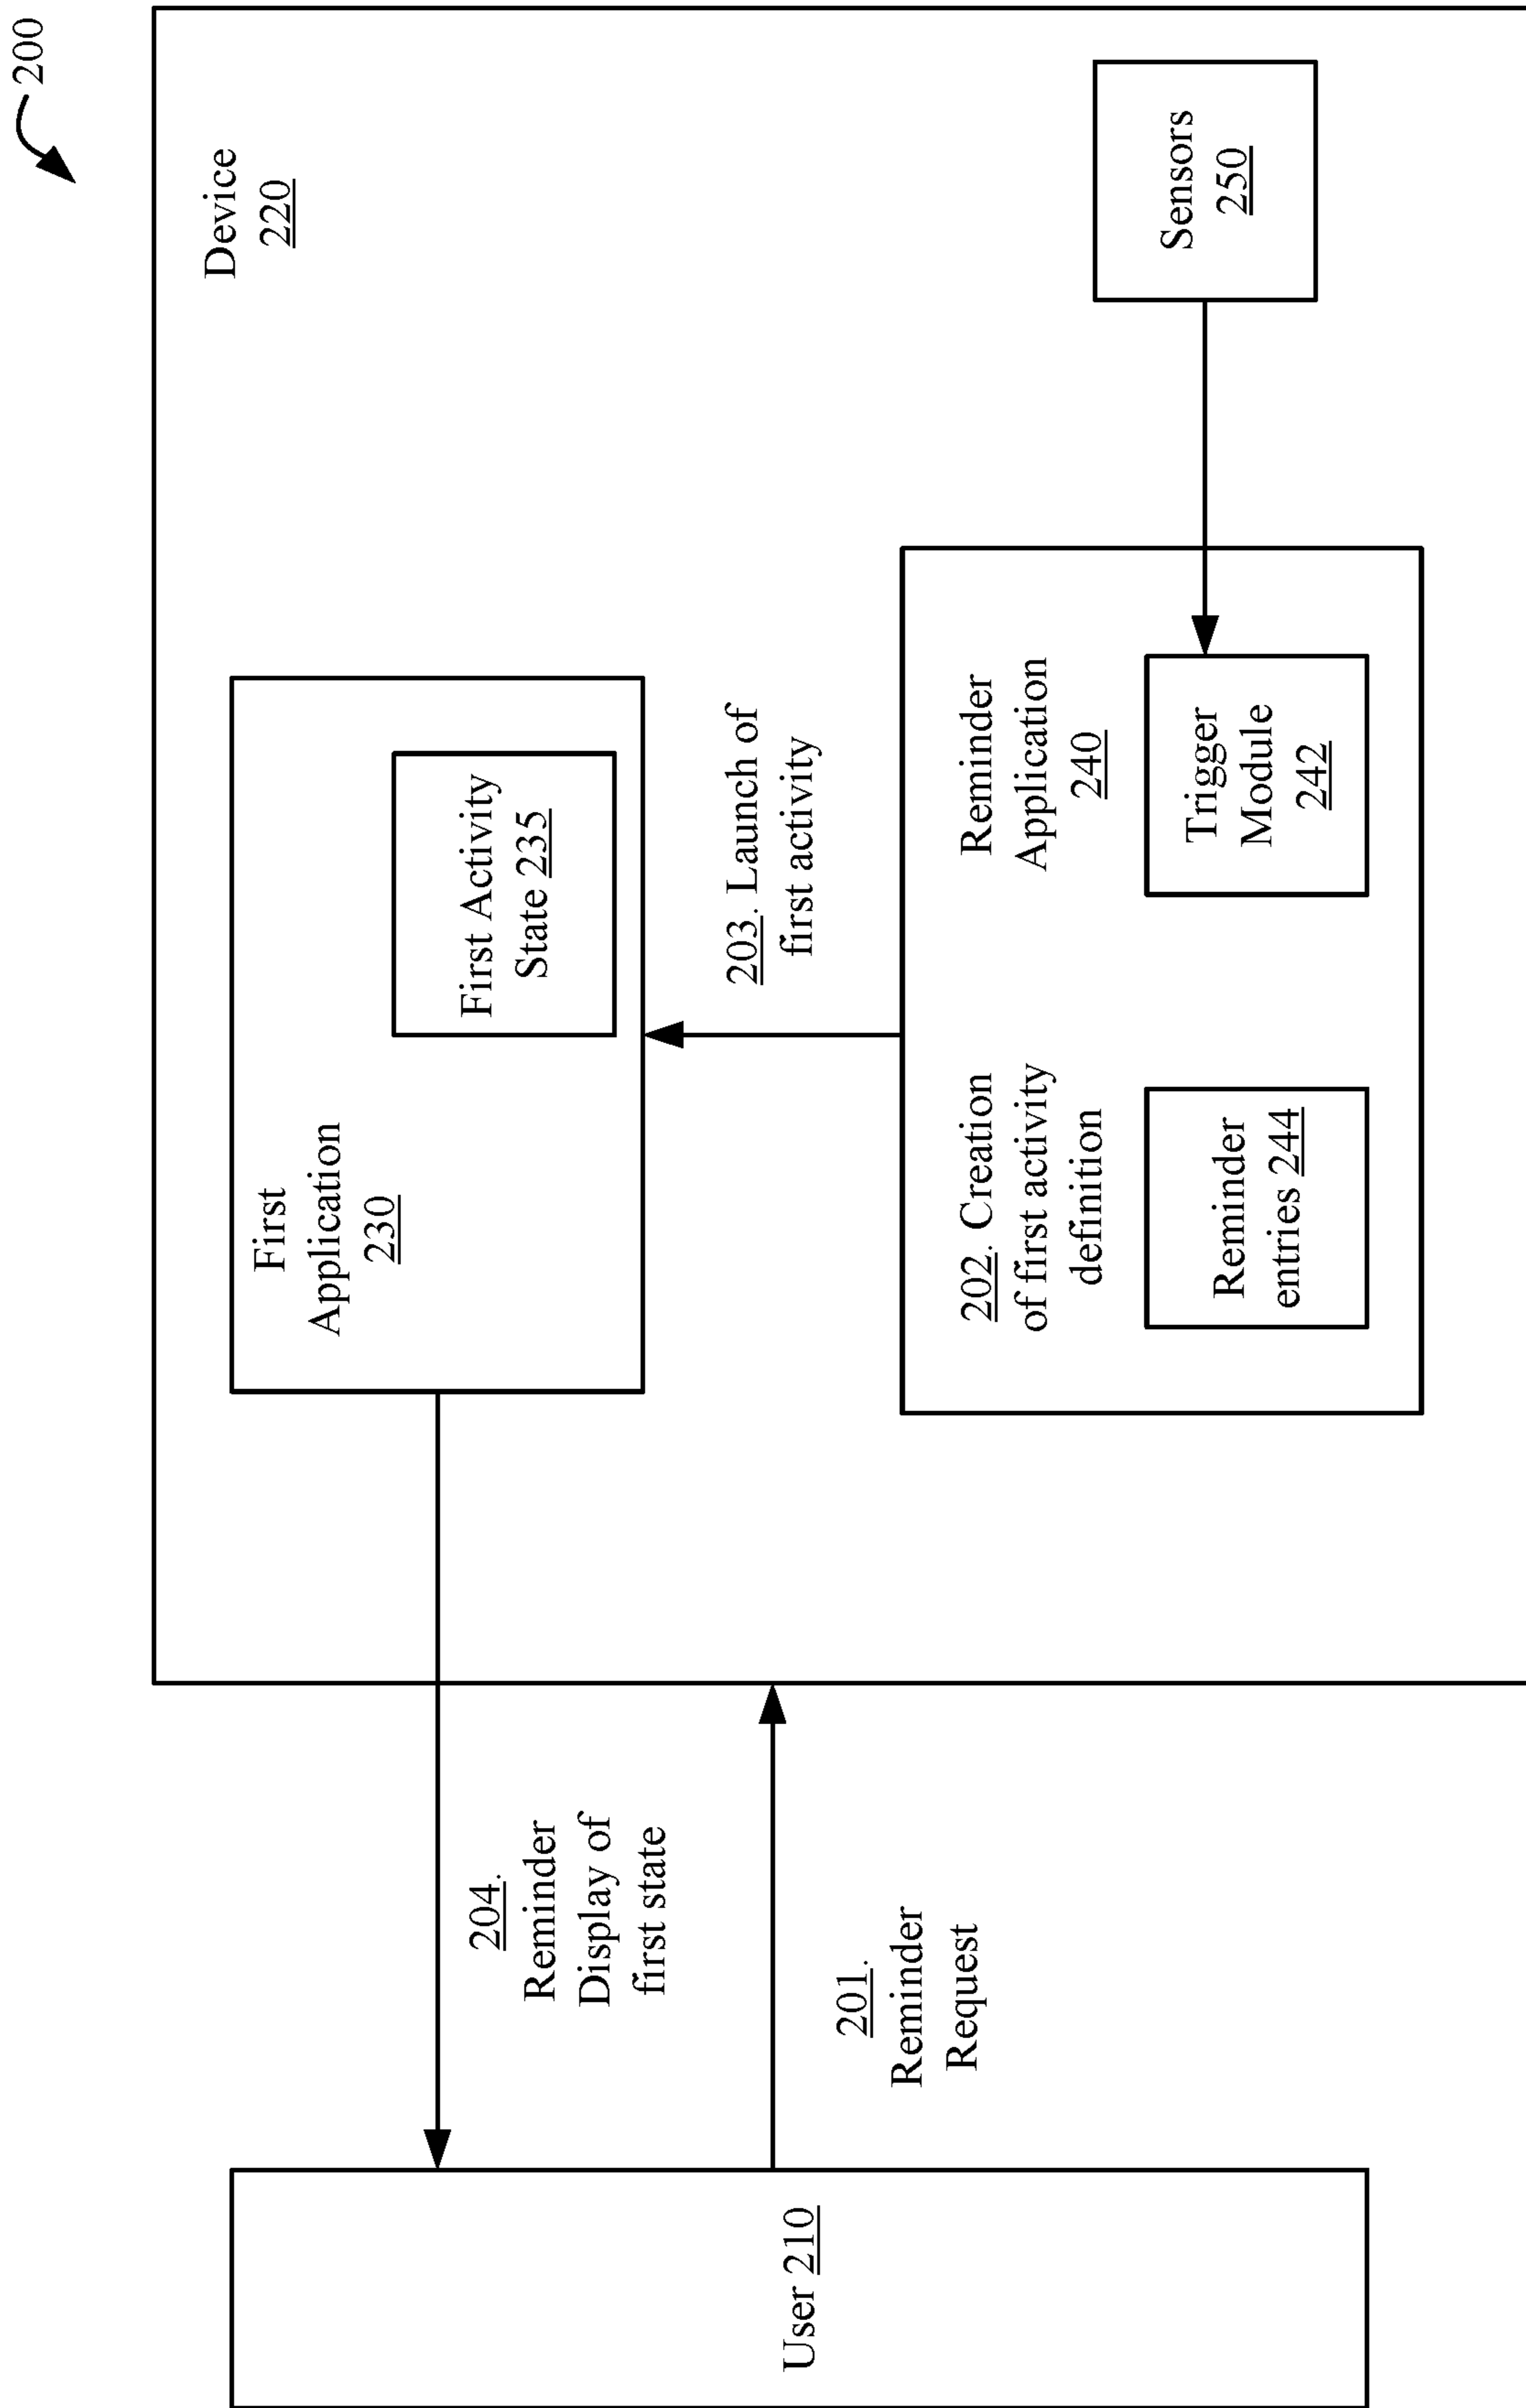 200
Device
220
First
Application
230
First Activity
State 235
204.
Reminder
Display of
first state
203. Launch of
first activity
User 210
201.
Reminder
Request
202. Creation
of first activity
definition
Reminder
Application
240
Reminder
entries 244
Trigger
Module
242
Sensors
250